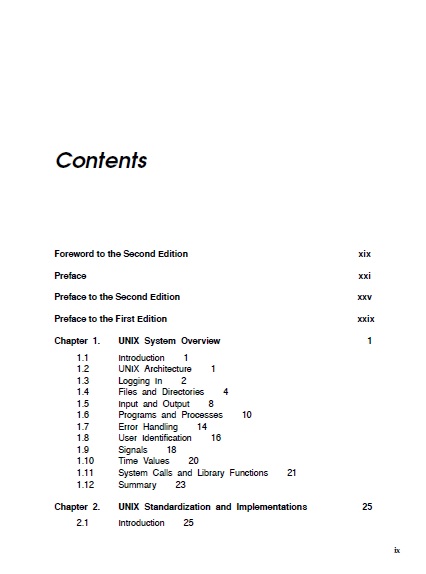 Contents
Foreword to the Second Edition xix
Preface xxi
Preface to the Second Edition xxv
Preface to the First Edition xxix
Chapter 1. UNIX System Overview 1
1.1 Introduction 1
1.2 UNIX Architecture 1
1.3 Logging In 2
1.4 Files and Directories 4
1.5 Input and Output 8
1.6 Programs and Processes 10
1.7 Error Handling 14
1.8 User Identification 16
1.9 Signals 18
1.10 Time Values 20
1.11 System Calls and Library Functions 21
1.12 Summary 23
Chapter 2. UNIX Standardization and Implementations 25
2.1 Introduction 25
ix